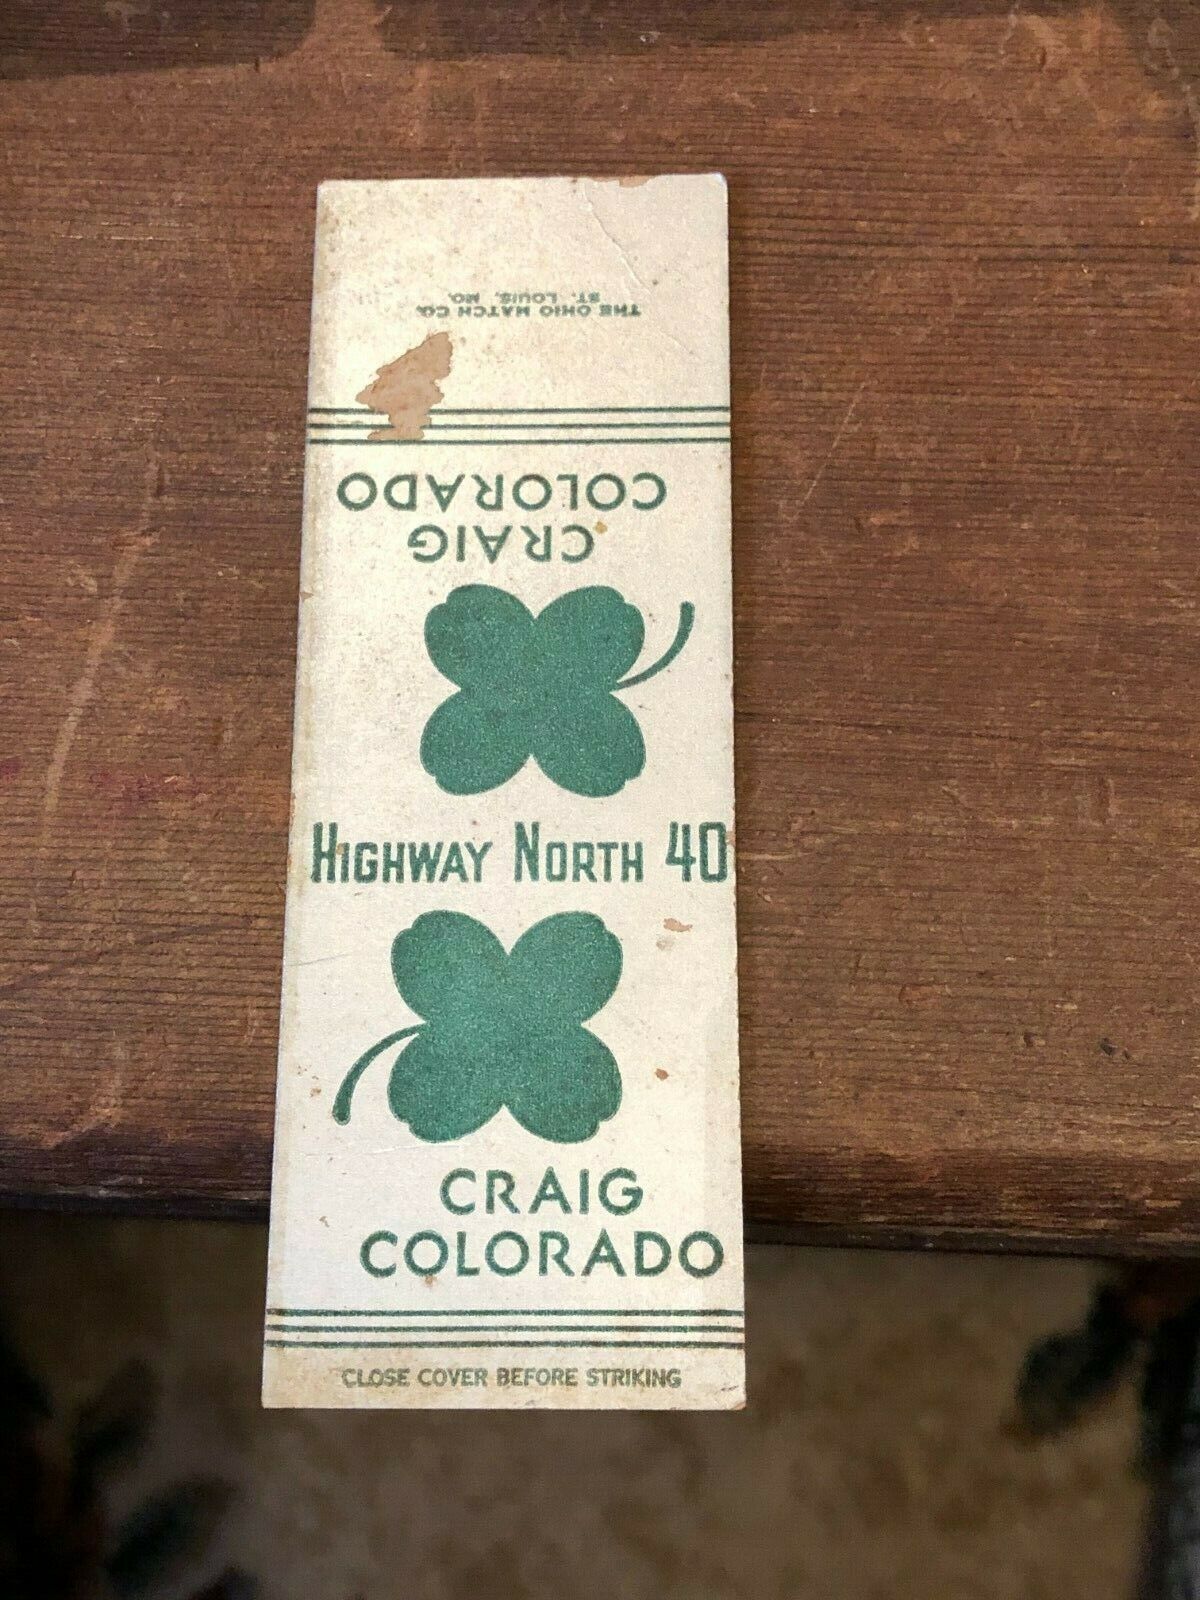 THE OHIO MATCH CO.
ST. LOUIS, MO.
CRAIG
COLORADO
HIGHWAY NORTH 40
CRAIG
COLORADO
CLOSE COVER BEFORE STRIKING